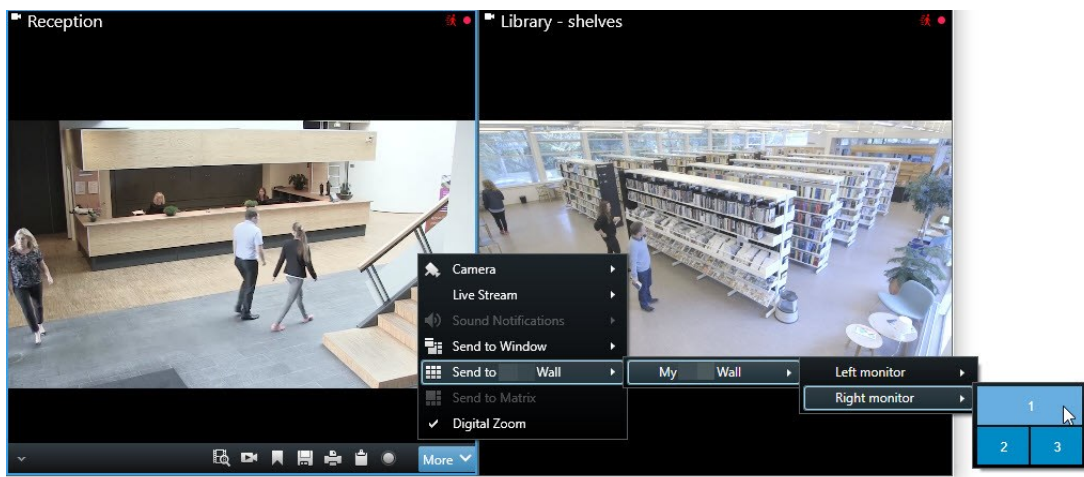 Reception
Library - shelves
Camera
Live Stream
Sound Notifications
Send to Window
Send to Wall
My Wall
Left monitor
Send to Matrix
Right monitor
1
Digital Zoom
2 3
More